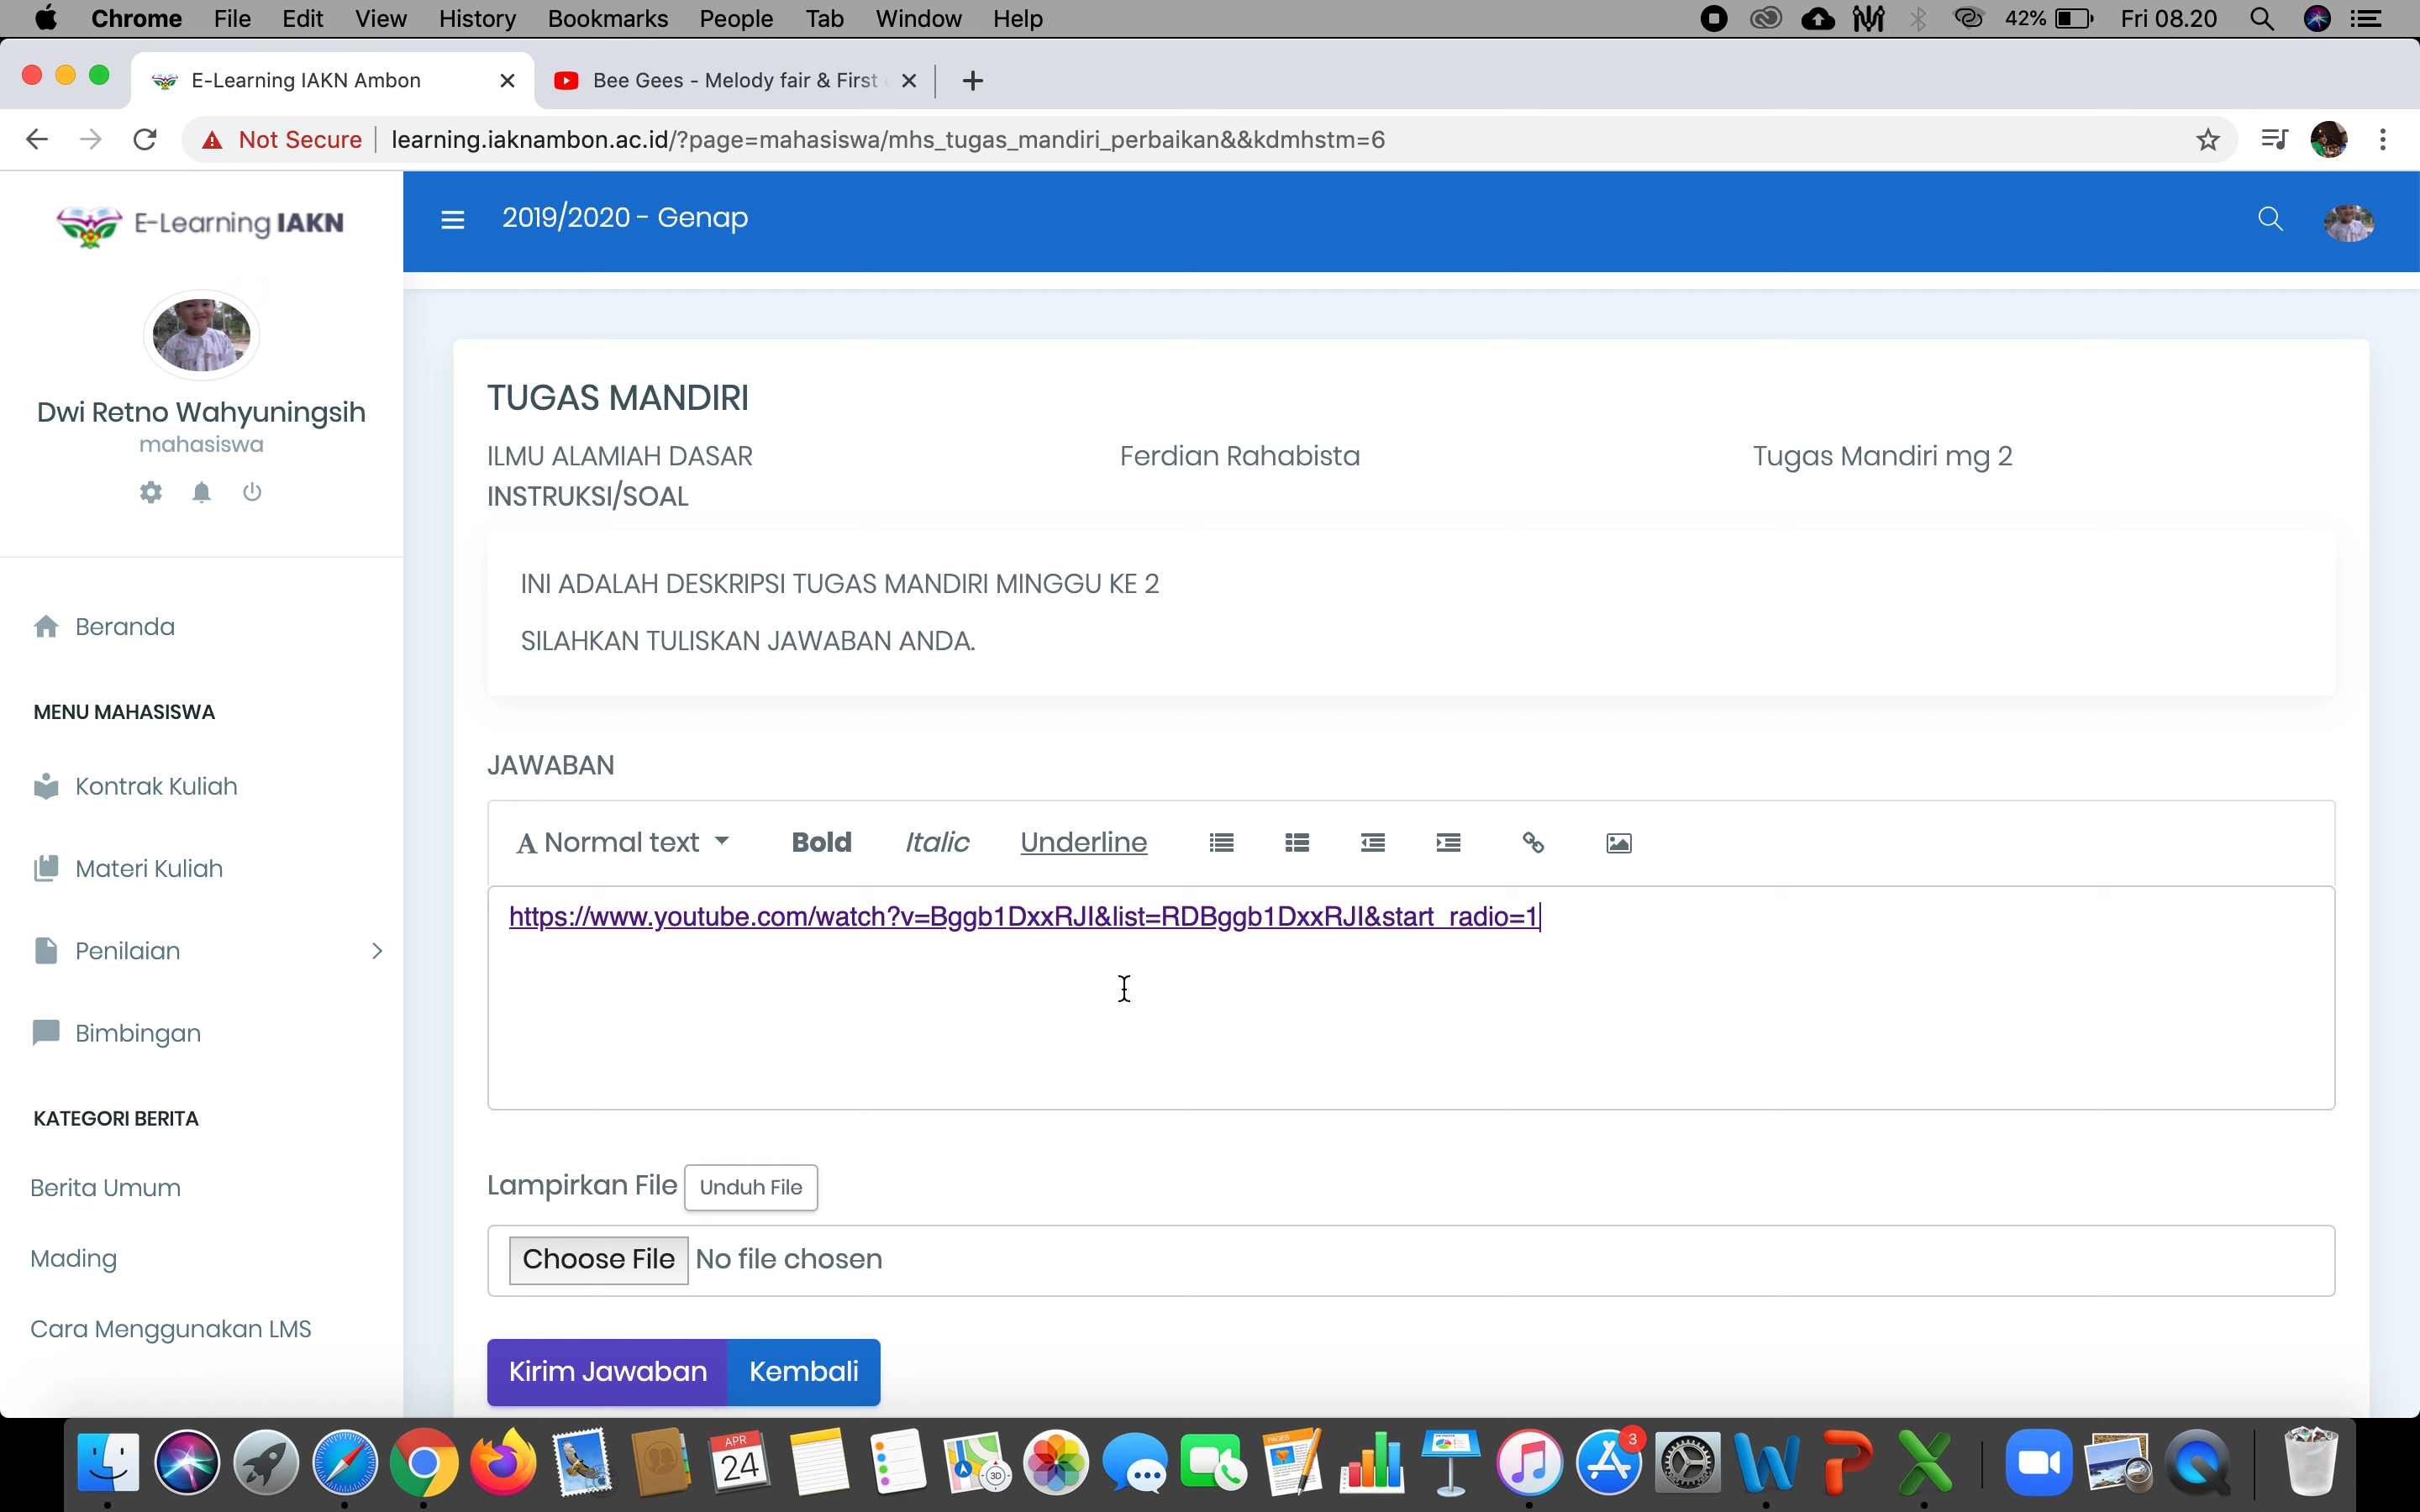 Chrome File Edit View History Bookmarks People Tab Window Help
42% Fri 08.20
E-Learning IAKN Ambon
Bee Gees - Melody fair & First
Not Secure
learning.iaknambon.ac.id/?page=mahasiswa/mhs_tugas_mandiri_perbaikan&&kdmhstm=6
E-Learning IAKN
2019/2020 - Genap
Dwi Retno Wahyuningsih
mahasiswa
Beranda
MENU MAHASISWA
Kontrak Kuliah
Materi Kuliah
Penilaian
Bimbingan
KATEGORI BERITA
Berita Umum
Mading
Cara Menggunakan LMS
TUGAS MANDIRI
ILMU ALAMIAH DASAR
Ferdian Rahabista
Tugas Mandiri mg 2
INSTRUKSI/SOAL
INI ADALAH DESKRIPSI TUGAS MANDIRI MINGGU KE 2
SILAHKAN TULISKAN JAWABAN ANDA.
JAWABAN
A Normal text Bold Italic Underline
https://www.youtube.com/watch?v=Bggb1DxxRJI&list=RDBggb1DxxRJI&start_radio=1
Lampirkan File Unduh File
Choose File No file chosen
Kirim Jawaban Kembali
APR
24
PAGES
3D
3